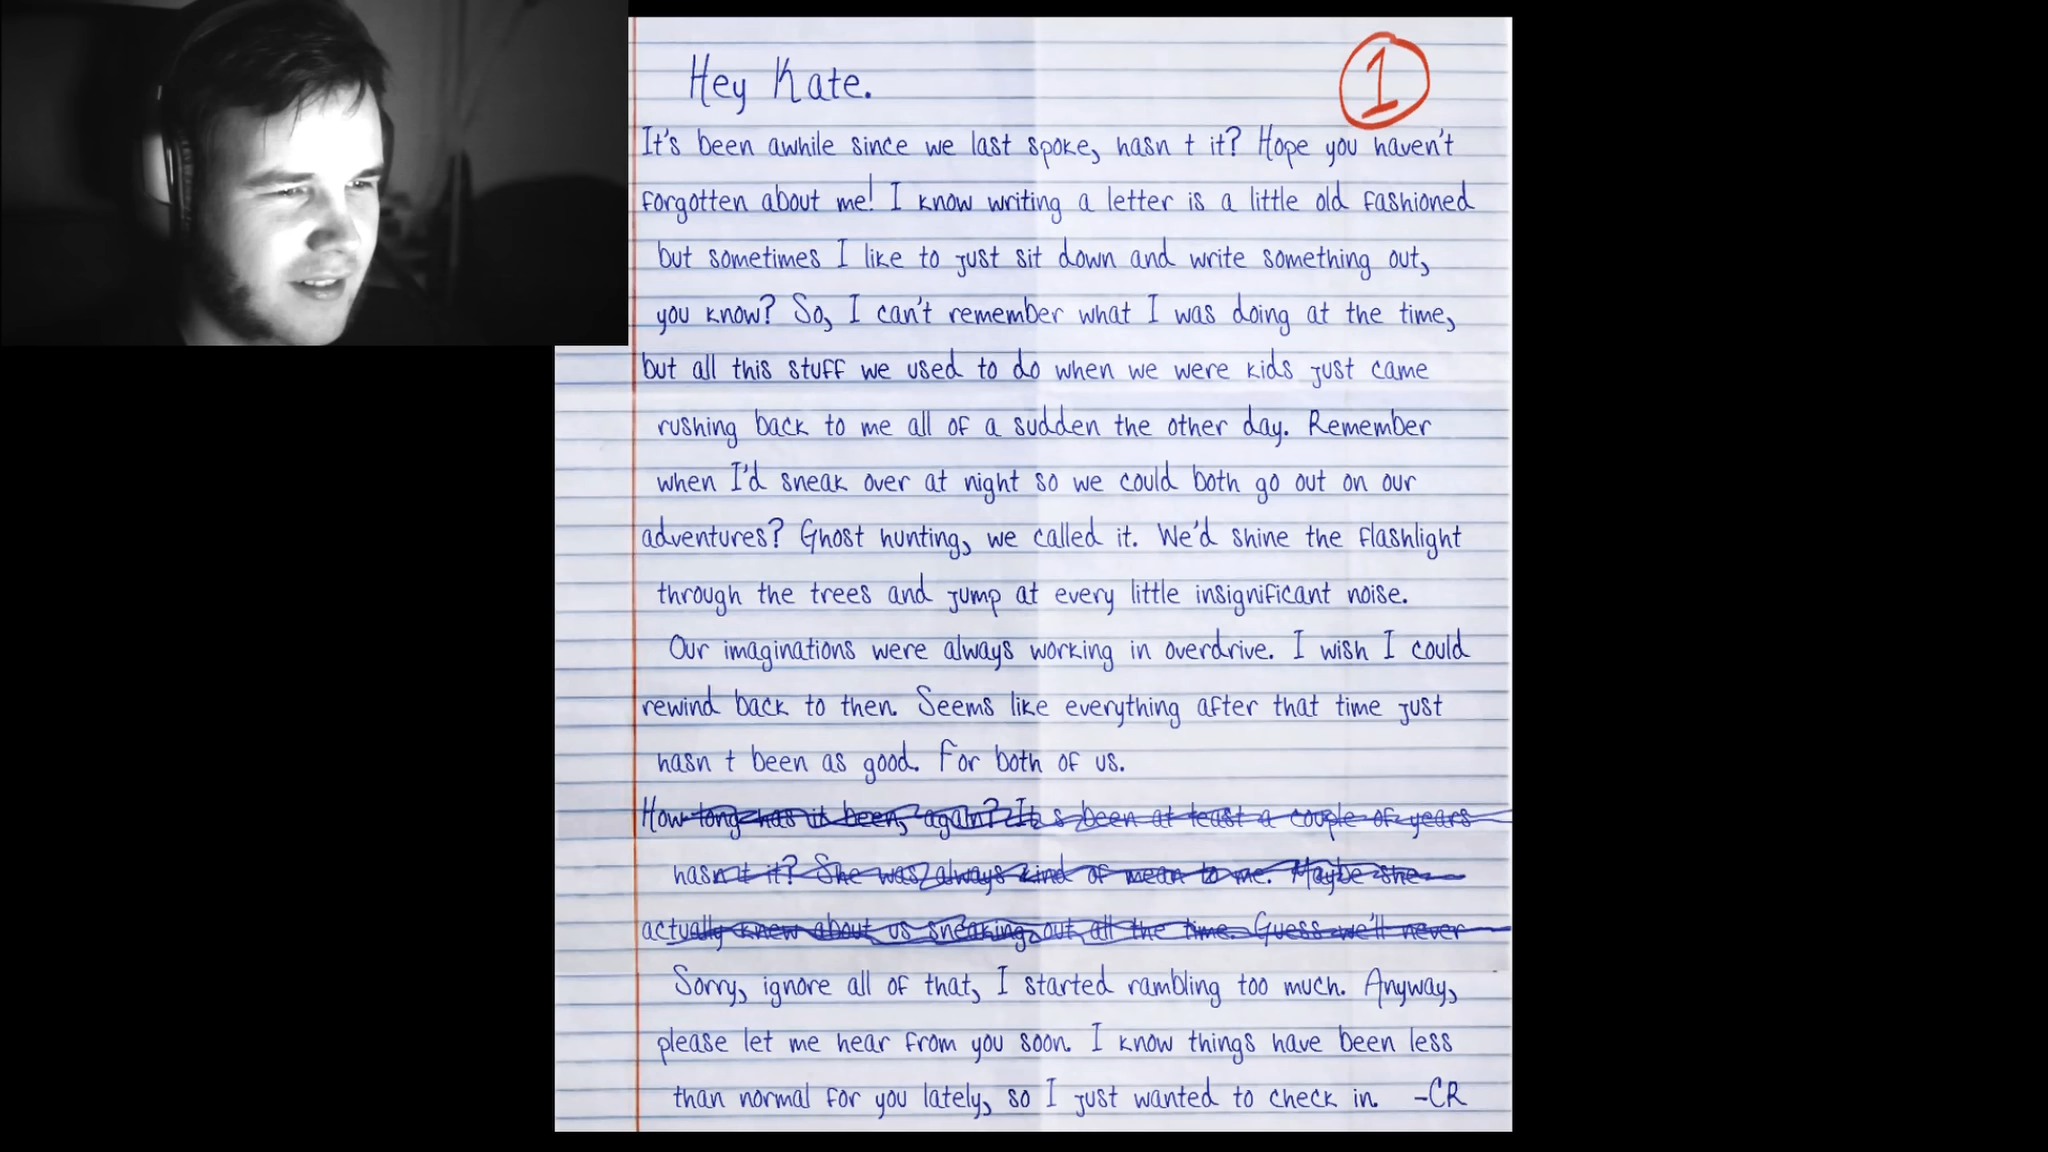 Hey Kate.
1
It's been awhile since we last spoke, hasn t it? Hope you haven't
forgotten about me! I know writing a letter is a little old fashioned
but sometimes I like to just sit down and write something out,
you know? So, I can't remember what I was doing at the time,
but all this stuff we used to do when we were kids just came
rushing back to me all of a sudden the other day. Remember
when I'd sneak over at night so we could both go out on our
adventures? Ghost hunting, we called it. We'd shine the flashlight
through the trees and jump at every little insignificant noise.
Our imaginations were always working in overdrive. I wish I could
rewind back to then. Seems like everything after that time just
hasn t been as good. For both of us.
How long has it been, again? It s been at least a couple of years
hasn t it? She was always kind of mean to me. Maybe she
actually knew about us sneaking out all the time. Guess we'll never
Sorry, ignore all of that, I started rambling too much. Anyway,
please let me hear from you soon. I know things have been less
than normal for you lately, so I just wanted to check in. -CR